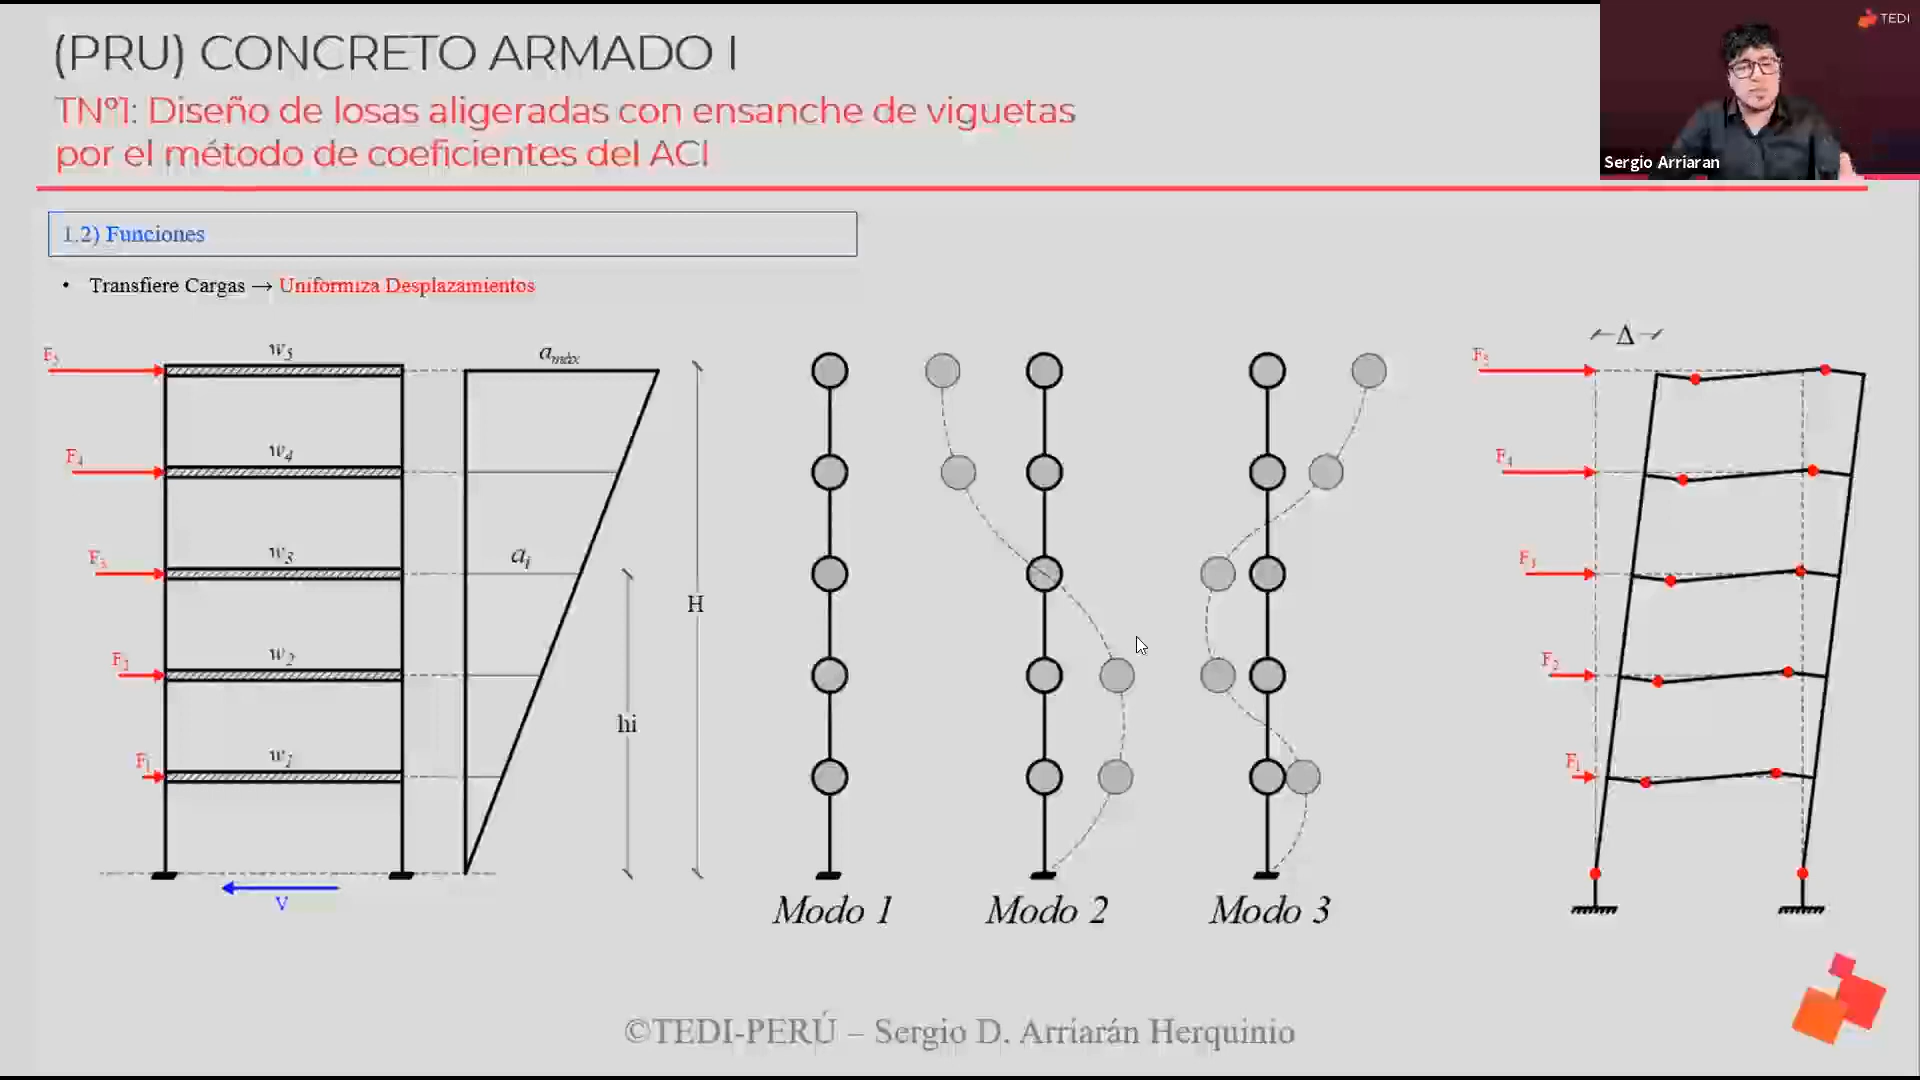 (PRU) CONCRETO ARMADO I
TN°1: Diseño de losas aligeradas con ensanche de viguetas
por el método de coeficientes del ACI
TEDI
Sergio Arriaran
1.2) Funciones
• Transfiere Cargas → Uniformiza Desplazamientos
F5
w5
amáx
F4
w4
F3
w3
ai
H
F2
w2
hi
F1
w1
V
Modo 1
Modo 2
Modo 3
Δ
F5
F4
F3
F2
F1
©TEDI-PERÚ – Sergio D. Arriarán Herquinio